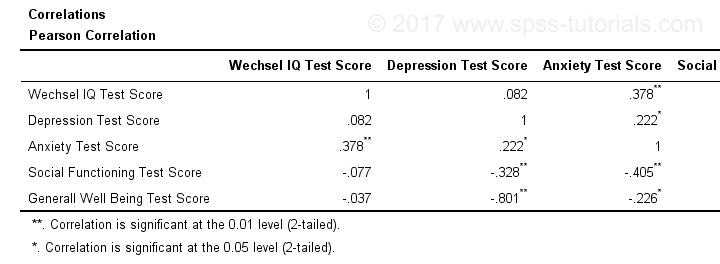 Correlations
© 2017 www.spss-tutorials.com
Pearson Correlation
Wechsel IQ Test Score Depression Test Score Anxiety Test Score Social
Wechsel IQ Test Score 1 .082 .378**
Depression Test Score .082 1 .222*
Anxiety Test Score .378** .222* 1
Social Functioning Test Score -.077 -.328** -.405**
Generall Well Being Test Score -.037 -.801** -.226*
**. Correlation is significant at the 0.01 level (2-tailed).
*. Correlation is significant at the 0.05 level (2-tailed).